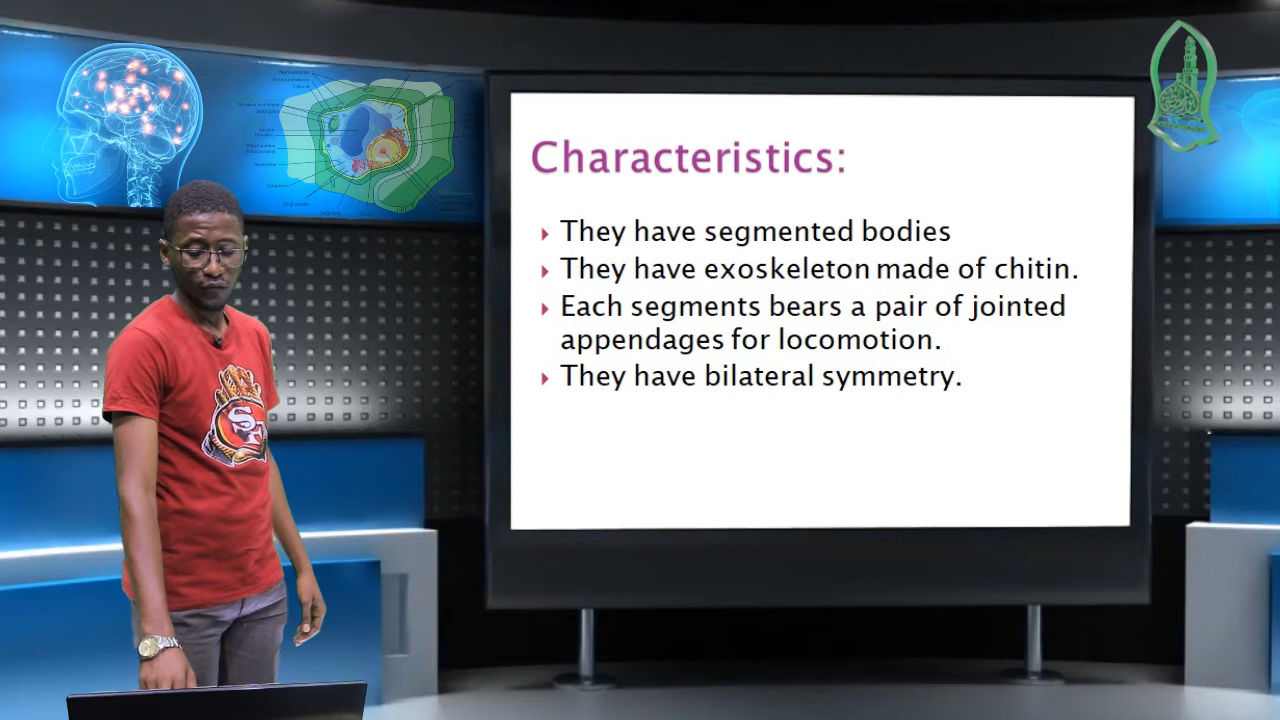 Characteristics:
They have segmented bodies
They have exoskeleton made of chitin.
Each segments bears a pair of jointed
appendages for locomotion.
They have bilateral symmetry.
SF